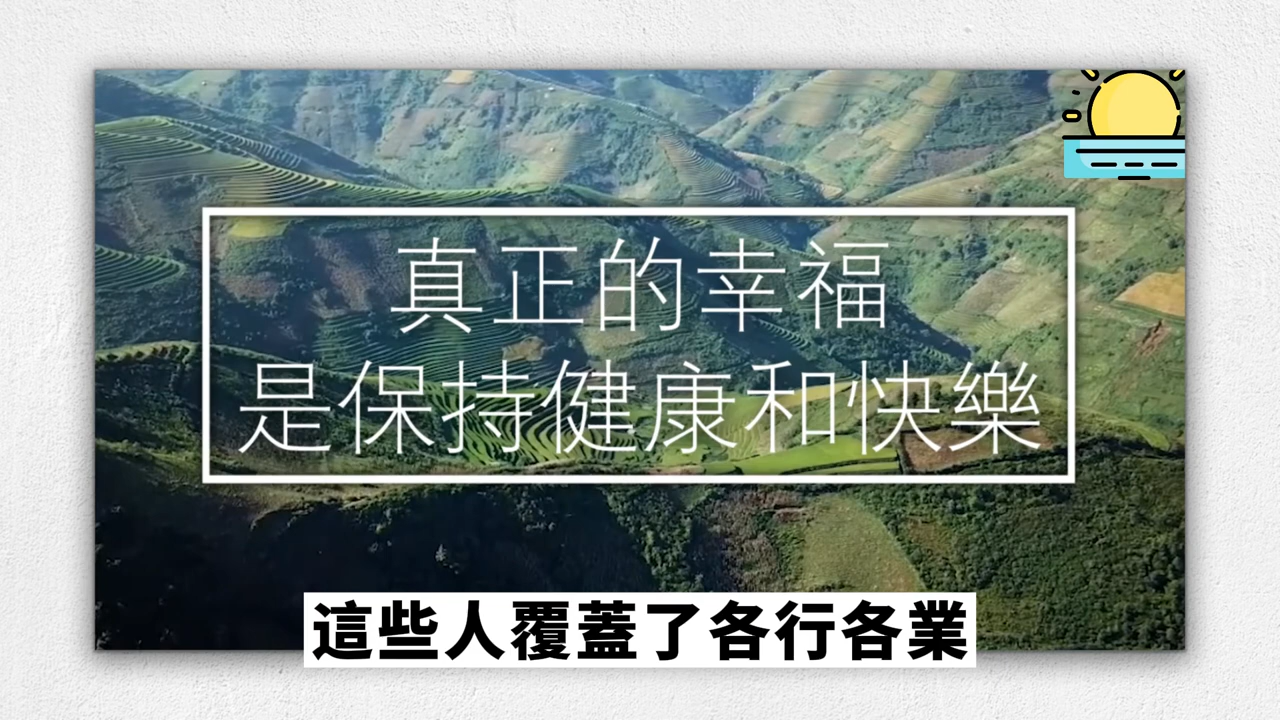 真正的幸福
是保持健康和快樂
這些人覆蓋了各行各業